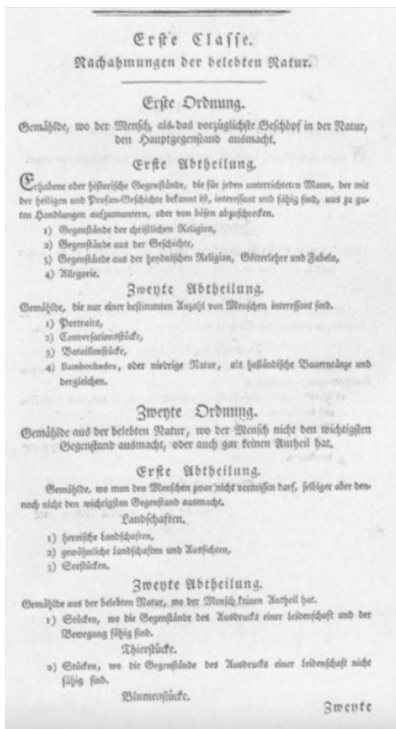 Erste Classe.
Nachahmungen der belebten Natur.
Erste Ordnung.
Gemählde, wo der Mensch, als das vorzüglichste Geschöpf in der Natur,
den Hauptgegenstand ausmacht.
Erste Abtheilung.
Erhabene oder historische Gegenstände, die für jeden unterrichteten Mann, der mit
der heiligen und Profan-Geschichte bekannt ist, interessant und fähig sind, uns zu gu-
ten Handlungen aufzumuntern, oder von bösen abzuschrecken.
1) Gegenstände der christlichen Religion,
2) Gegenstände aus der Geschichte,
3) Gegenstände aus der heydnischen Religion, Götterlehre und Fabeln,
4) Allegorie.
Zweyte Abtheilung.
Gemählde, die nur einer bestimmten Anzahl von Menschen interessant sind.
1) Portraits,
2) Conversationsstücke,
3) Bataillenstücke,
4) Bambochades, oder niedrige Natur, als holländische Bauerntänze und
dergleichen.
Zweyte Ordnung.
Gemählde aus der belebten Natur, wo der Mensch nicht den wichtigsten
Gegenstand ausmacht, oder auch gar keinen Antheil hat.
Erste Abtheilung.
Gemählde, wo man den Menschen zwar nicht vermissen darf, selbiger aber den-
noch nicht den wichtigsten Gegenstand ausmacht.
Landschaften.
1) heroische Landschaften,
2) gewöhnliche Landschaften und Aussichten,
3) Seestücken.
Zweyte Abtheilung.
Gemählde aus der belebten Natur, wo der Mensch keinen Antheil hat.
1) Stücken, wo die Gegenstände des Ausdrucks einer Leidenschaft und der
Bewegung fähig sind.
Thierstücke.
2) Stücken, wo die Gegenstände des Ausdrucks einer Leidenschaft nicht
fähig sind.
Blumenstücke.
Zweyte